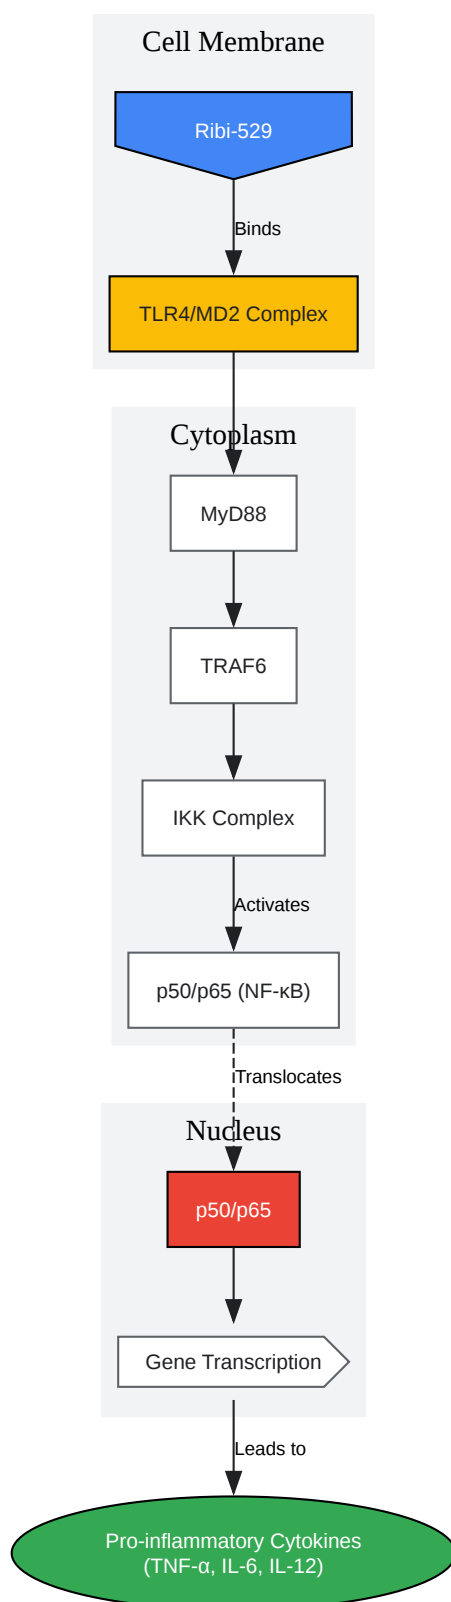 Cell Membrane
Ribi-529
Binds
TLR4/MD2 Complex
Cytoplasm
MyD88
TRAF6
IKK Complex
Activates
p50/p65 (NF-κB)
Translocates
Nucleus
p50/p65
Gene Transcription
Leads to
Pro-inflammatory Cytokines
(TNF-α, IL-6, IL-12)